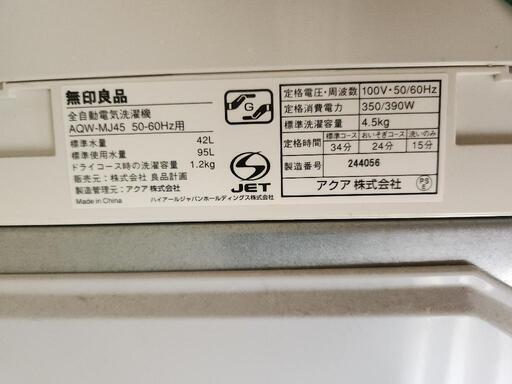 無印良品
全自動電気洗濯機
AQW-MJ45 50-60Hz用
標準水量 42L
標準使用水量 95L
ドライコース時の洗濯容量 1.2kg
販売元：株式会社 良品計画
製造管理元：アクア 株式会社
Made in China
ハイアールジャパンホールディングス株式会社
G
JET
定格電圧・周波数 100V・50/60Hz
定格消費電力 350/390W
標準洗濯容量 4.5kg
定格時間 標準コース おいそぎコース 洗いのみ
34分 24分 15分
製造番号 244056
アクア 株式会社
PS
E